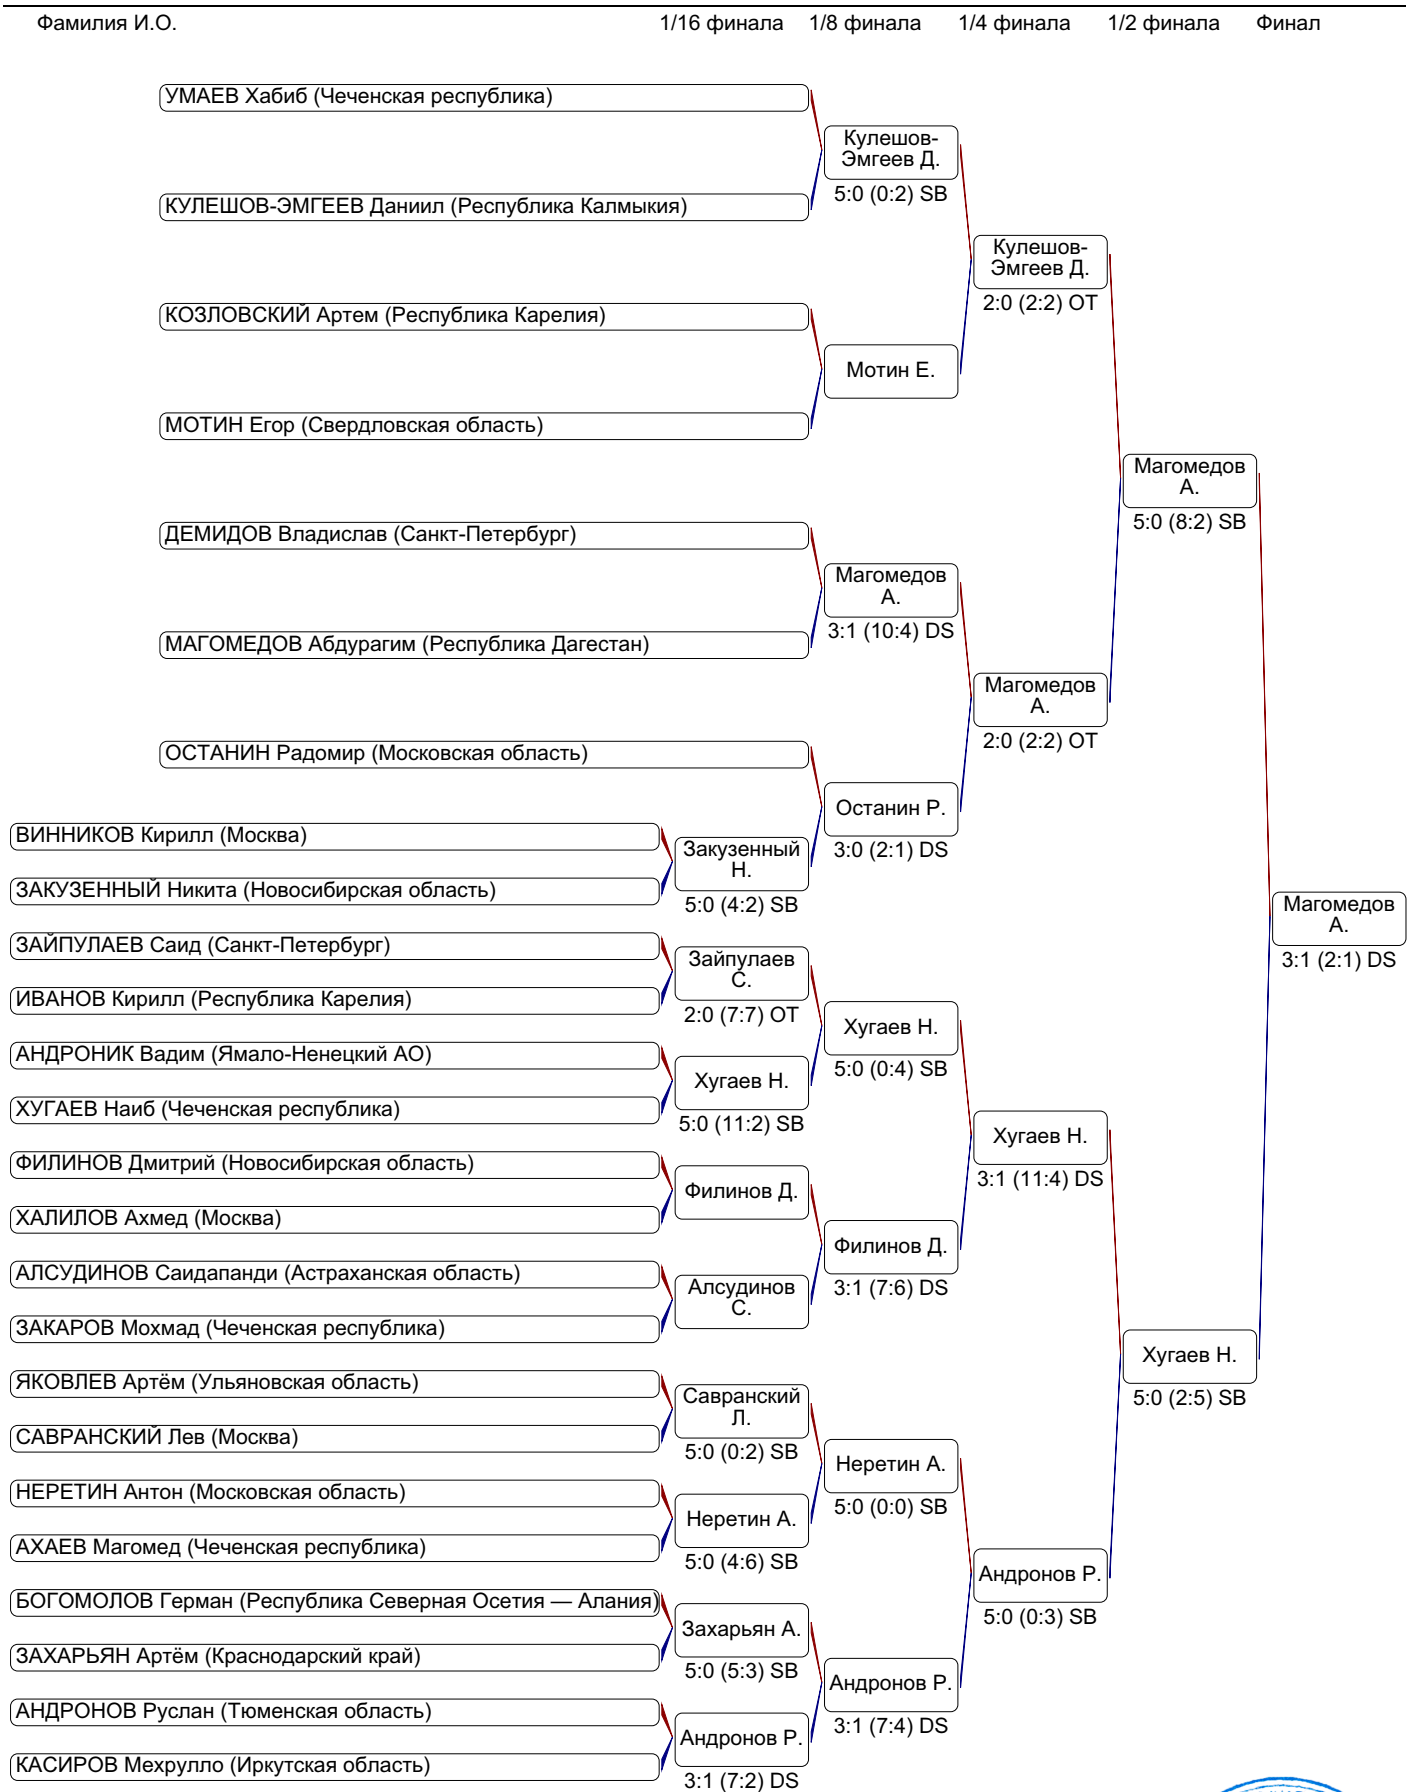 Фамилия И.О. 1/16 финала 1/8 финала 1/4 финала 1/2 финала Финал
УМАЕВ Хабиб (Чеченская республика)
Кулешов-
Эмгеев Д.
5:0 (0:2) SB
КУЛЕШОВ-ЭМГЕЕВ Даниил (Республика Калмыкия)
Кулешов-
Эмгеев Д.
2:0 (2:2) OT
КОЗЛОВСКИЙ Артем (Республика Карелия)
Мотин Е.
МОТИН Егор (Свердловская область)
Магомедов
А.
5:0 (8:2) SB
ДЕМИДОВ Владислав (Санкт-Петербург)
Магомедов
А.
3:1 (10:4) DS
МАГОМЕДОВ Абдурагим (Республика Дагестан)
Магомедов
А.
2:0 (2:2) OT
ОСТАНИН Радомир (Московская область)
Останин Р.
3:0 (2:1) DS
ВИННИКОВ Кирилл (Москва)
Закузенный
Н.
5:0 (4:2) SB
ЗАКУЗЕННЫЙ Никита (Новосибирская область)
Магомедов
А.
3:1 (2:1) DS
ЗАЙПУЛАЕВ Саид (Санкт-Петербург)
Зайпулаев
С.
2:0 (7:7) OT
ИВАНОВ Кирилл (Республика Карелия)
Хугаев Н.
5:0 (0:4) SB
АНДРОНИК Вадим (Ямало-Ненецкий АО)
Хугаев Н.
5:0 (11:2) SB
ХУГАЕВ Наиб (Чеченская республика)
Хугаев Н.
3:1 (11:4) DS
ФИЛИНОВ Дмитрий (Новосибирская область)
Филинов Д.
ХАЛИЛОВ Ахмед (Москва)
Филинов Д.
3:1 (7:6) DS
АЛСУДИНОВ Саидапанди (Астраханская область)
Алсудинов
С.
ЗАКАРОВ Мохмад (Чеченская республика)
Хугаев Н.
5:0 (2:5) SB
ЯКОВЛЕВ Артём (Ульяновская область)
Савранский
Л.
5:0 (0:2) SB
САВРАНСКИЙ Лев (Москва)
Неретин А.
5:0 (0:0) SB
НЕРЕТИН Антон (Московская область)
Неретин А.
5:0 (4:6) SB
АХАЕВ Магомед (Чеченская республика)
Андронов Р.
5:0 (0:3) SB
БОГОМОЛОВ Герман (Республика Северная Осетия — Алания)
Захарьян А.
5:0 (5:3) SB
ЗАХАРЬЯН Артём (Краснодарский край)
Андронов Р.
3:1 (7:4) DS
АНДРОНОВ Руслан (Тюменская область)
Андронов Р.
3:1 (7:2) DS
КАСИРОВ Мехрулло (Иркутская область)